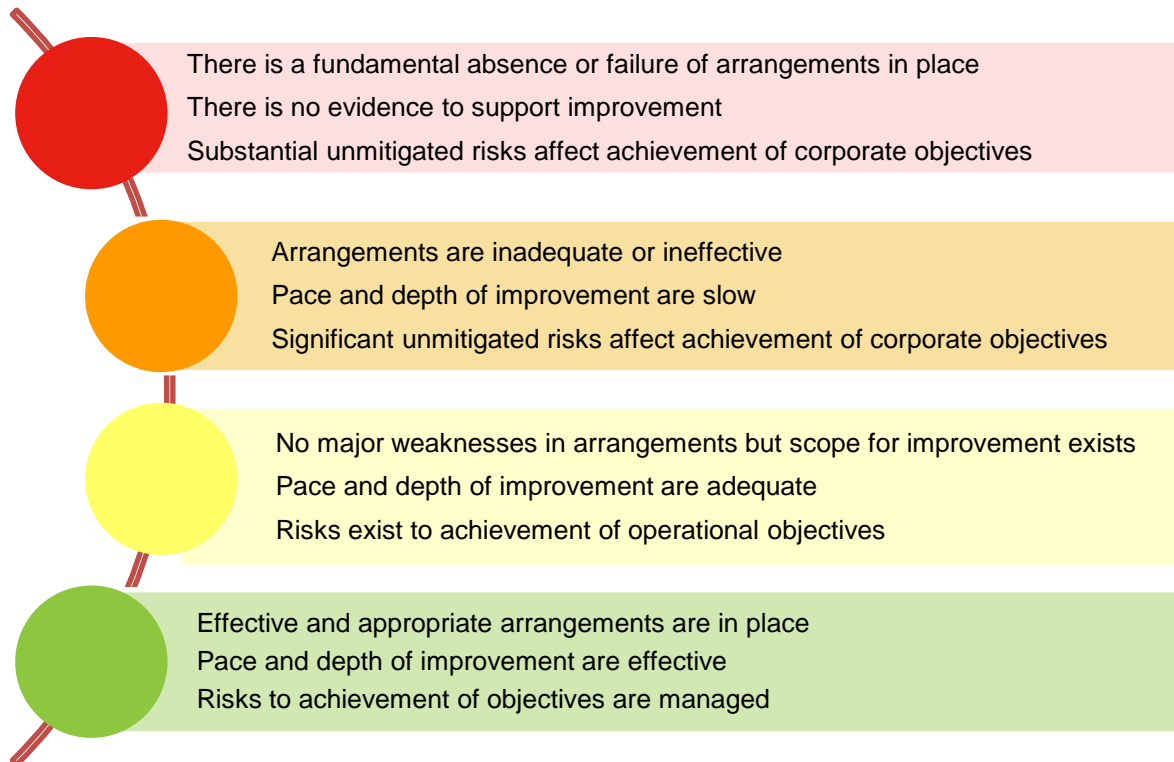 There is a fundamental absence or failure of arrangements in place
There is no evidence to support improvement
Substantial unmitigated risks affect achievement of corporate objectives
Arrangements are inadequate or ineffective
Pace and depth of improvement are slow
Significant unmitigated risks affect achievement of corporate objectives
No major weaknesses in arrangements but scope for improvement exists
Pace and depth of improvement are adequate
Risks exist to achievement of operational objectives
Effective and appropriate arrangements are in place
Pace and depth of improvement are effective
Risks to achievement of objectives are managed